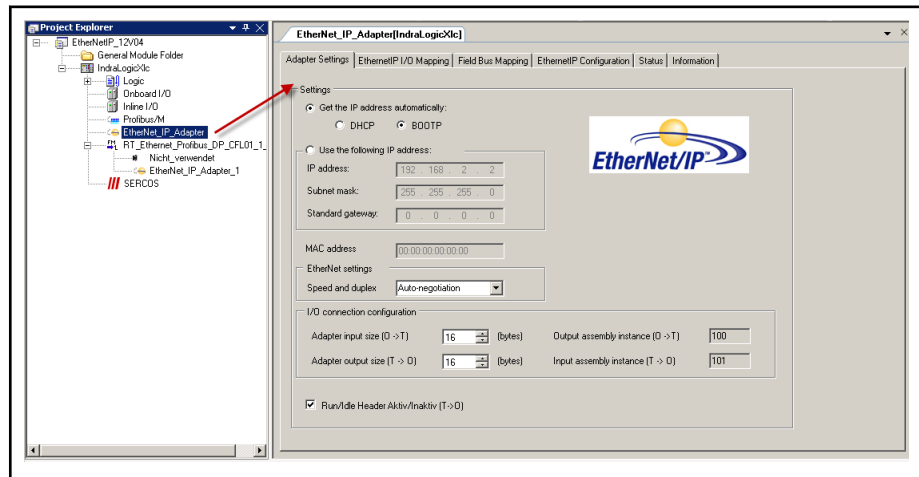 Project Explorer
EtherNetIP_12V04
General Module Folder
IndraLogicXlc
Logic
Onboard I/O
Inline I/O
Profibus/M
EtherNet_IP_Adapter
RT_Ethernet_Profibus_DP_CFL01_1_
Nicht_verwendet
EtherNet_IP_Adapter_1
SERCOS
EtherNet_IP_Adapter[IndraLogicXlc]
Adapter Settings EthernetIP I/O Mapping Field Bus Mapping EthernetIP Configuration Status Information
Settings
Get the IP address automatically:
DHCP BOOTP
Use the following IP address:
IP address: 192 . 168 . 2 . 2
Subnet mask: 255 . 255 . 255 . 0
Standard gateway: 0 . 0 . 0 . 0
EtherNet/IP
MAC address 00:00:00:00:00:00
EtherNet settings
Speed and duplex Auto-negotiation
I/O connection configuration
Adapter input size (O ->T) 16 (bytes) Output assembly instance (O ->T) 100
Adapter output size (T -> O) 16 (bytes) Input assembly instance (T -> O) 101
Run/Idle Header Aktiv/Inaktiv (T->O)